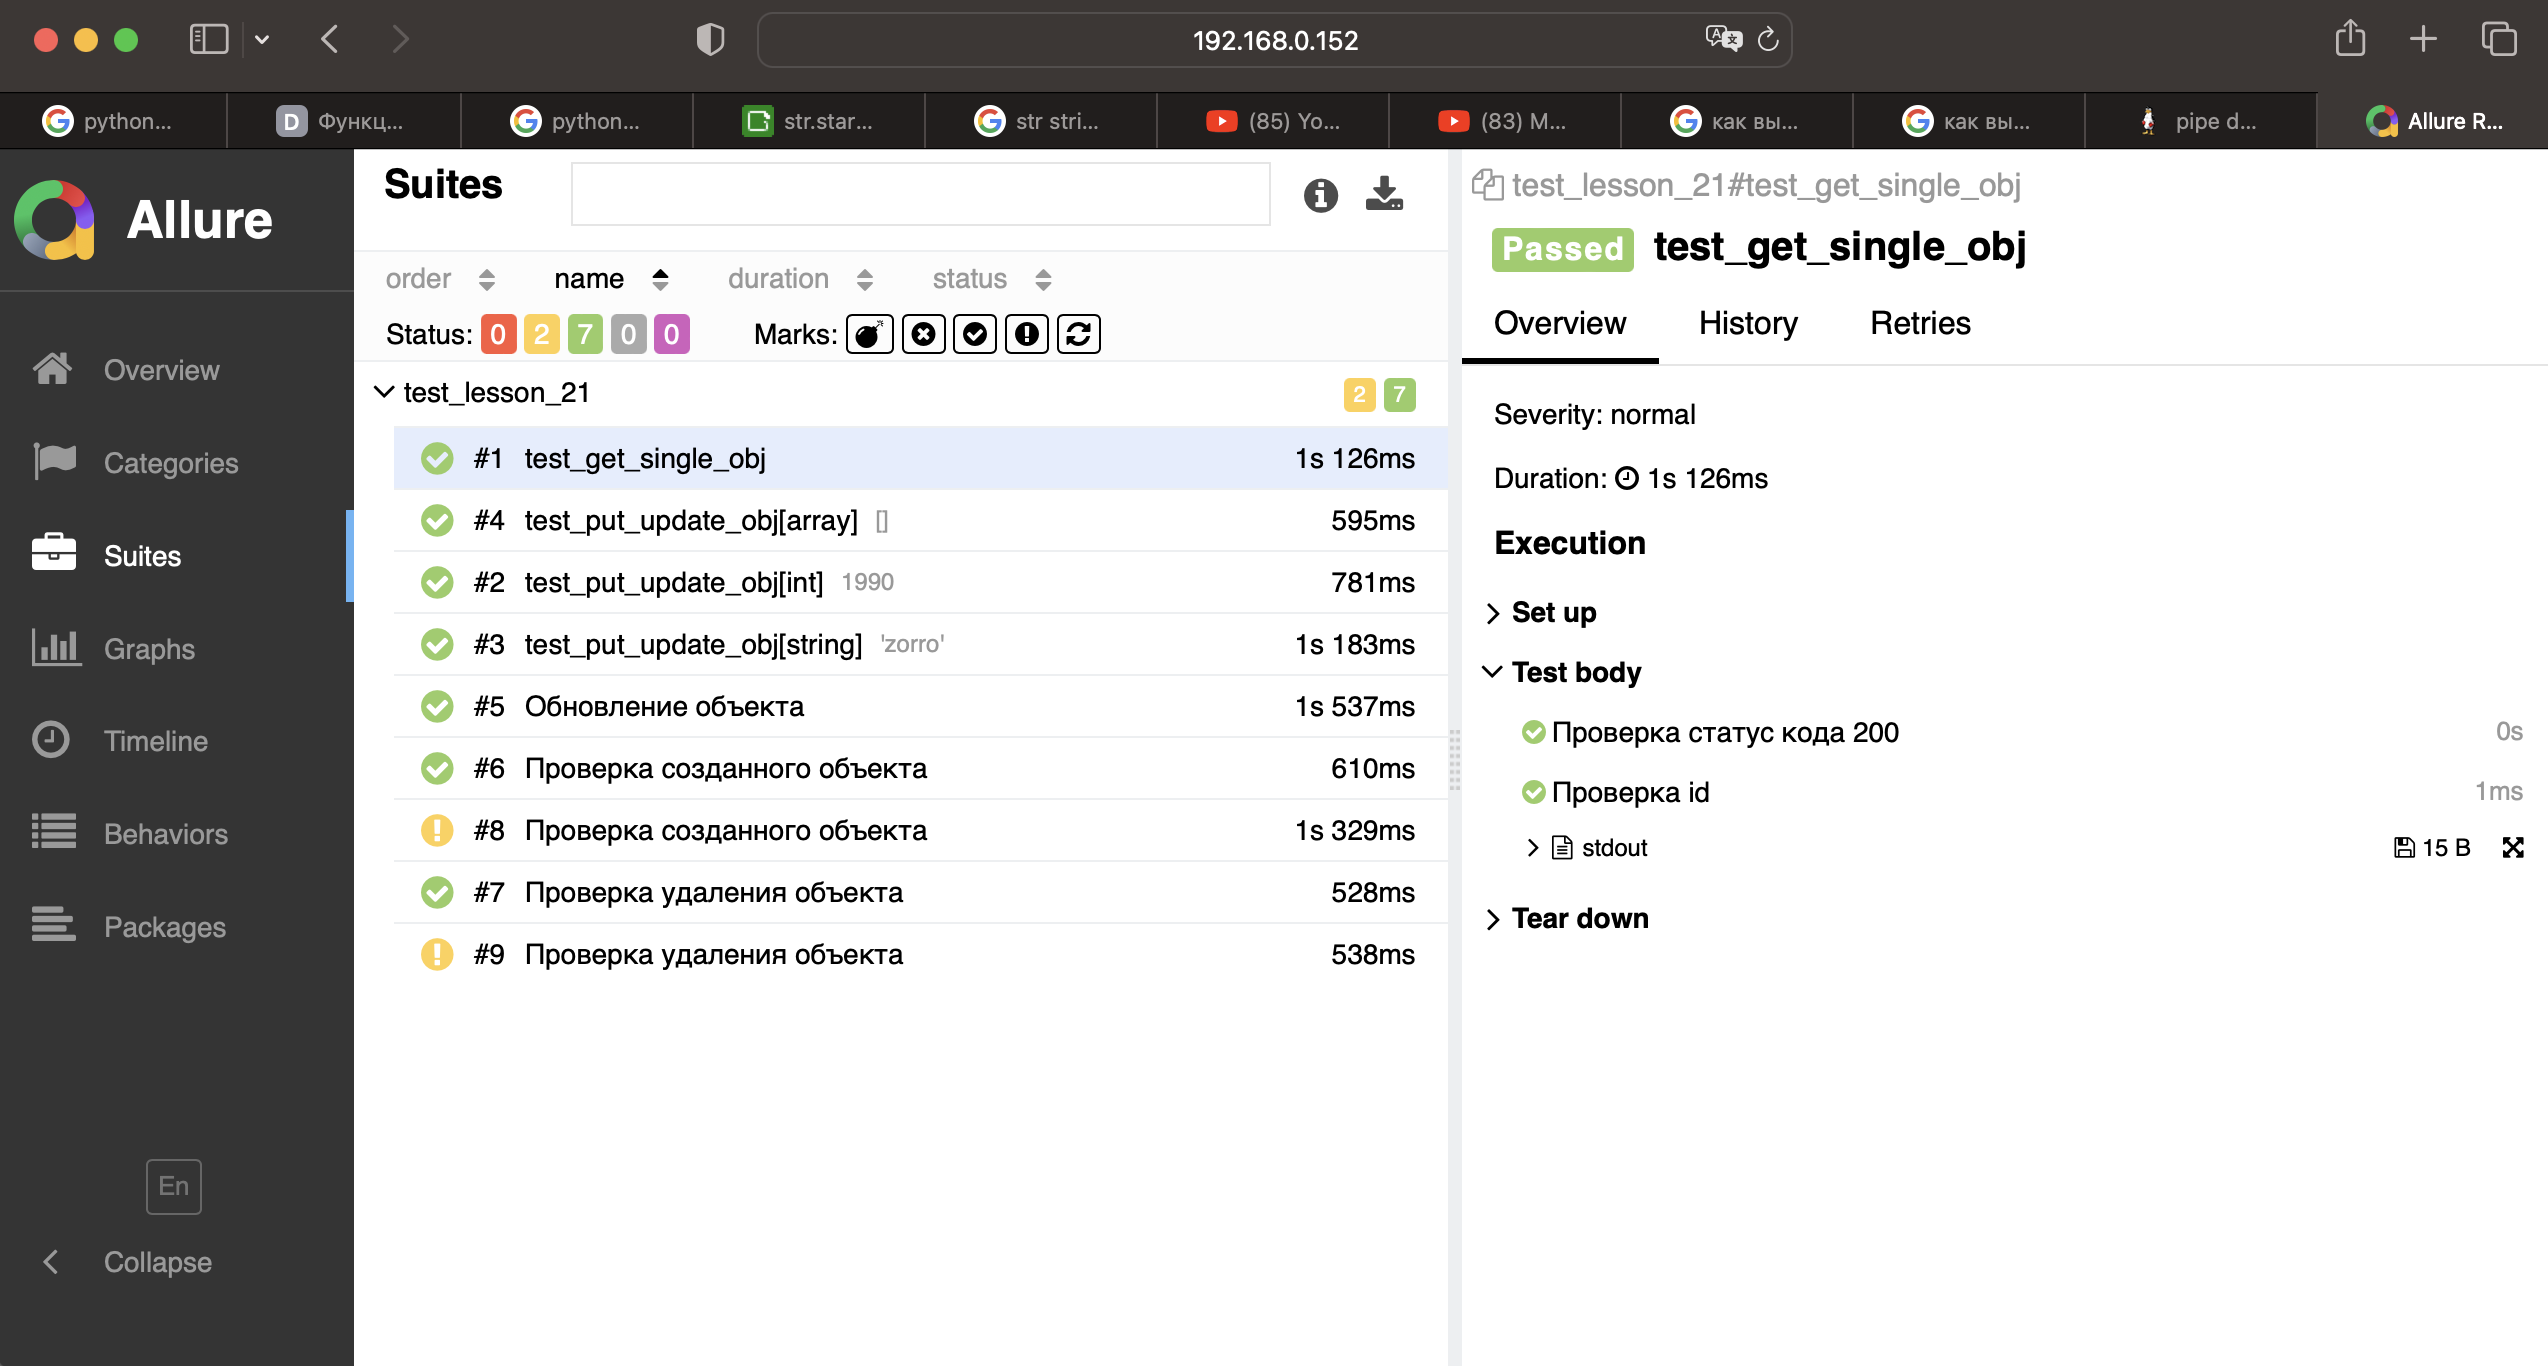 192.168.0.152
python...
D Функц...
python...
str.star...
str stri...
(85) Yo...
(83) M...
как вы...
как вы...
pipe d...
Allure R...
Allure
Overview
Categories
Suites
Graphs
Timeline
Behaviors
Packages
En
Collapse
Suites
order name duration status
Status: 0 2 7 0 0 Marks:
test_lesson_21 2 7
#1 test_get_single_obj 1s 126ms
#4 test_put_update_obj[array] [] 595ms
#2 test_put_update_obj[int] 1990 781ms
#3 test_put_update_obj[string] 'zorro' 1s 183ms
#5 Обновление объекта 1s 537ms
#6 Проверка созданного объекта 610ms
#8 Проверка созданного объекта 1s 329ms
#7 Проверка удаления объекта 528ms
#9 Проверка удаления объекта 538ms
test_lesson_21#test_get_single_obj
Passed test_get_single_obj
Overview History Retries
Severity: normal
Duration: 1s 126ms
Execution
Set up
Test body
Проверка статус кода 200 0s
Проверка id 1ms
stdout 15 B
Tear down